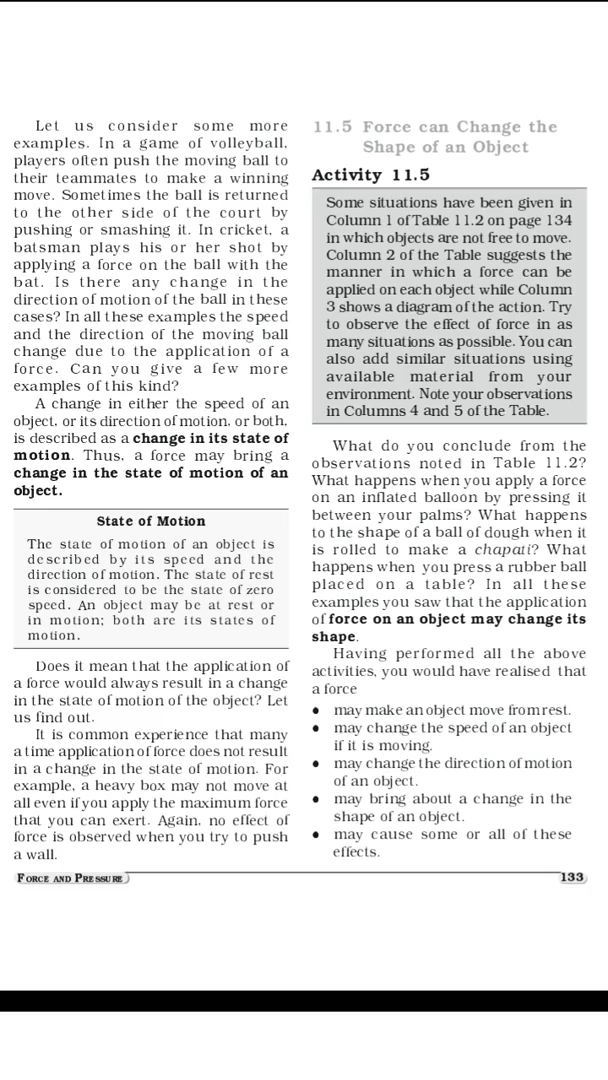 Let us consider some more
examples. In a game of volleyball,
players often push the moving ball to
their teammates to make a winning
move. Sometimes the ball is returned
to the other side of the court by
pushing or smashing it. In cricket, a
batsman plays his or her shot by
applying a force on the ball with the
bat. Is there any change in the
direction of motion of the ball in these
cases? In all these examples the speed
and the direction of the moving ball
change due to the application of a
force. Can you give a few more
examples of this kind?
A change in either the speed of an
object, or its direction of motion, or both,
is described as a change in its state of
motion. Thus, a force may bring a
change in the state of motion of an
object.
State of Motion
The state of motion of an object is
described by its speed and the
direction of motion. The state of rest
is considered to be the state of zero
speed. An object may be at rest or
in motion; both are its states of
motion.
Does it mean that the application of
a force would always result in a change
in the state of motion of the object? Let
us find out.
It is common experience that many
a time application of force does not result
in a change in the state of motion. For
example, a heavy box may not move at
all even if you apply the maximum force
that you can exert. Again, no effect of
force is observed when you try to push
a wall.
11.5 Force can Change the
Shape of an Object
Activity 11.5
Some situations have been given in
Column 1 of Table 11.2 on page 134
in which objects are not free to move.
Column 2 of the Table suggests the
manner in which a force can be
applied on each object while Column
3 shows a diagram of the action. Try
to observe the effect of force in as
many situations as possible. You can
also add similar situations using
available material from your
environment. Note your observations
in Columns 4 and 5 of the Table.
What do you conclude from the
observations noted in Table 11.2?
What happens when you apply a force
on an inflated balloon by pressing it
between your palms? What happens
to the shape of a ball of dough when it
is rolled to make a chapati? What
happens when you press a rubber ball
placed on a table? In all these
examples you saw that the application
of force on an object may change its
shape.
Having performed all the above
activities, you would have realised that
a force
• may make an object move from rest.
• may change the speed of an object
if it is moving.
• may change the direction of motion
of an object.
• may bring about a change in the
shape of an object.
• may cause some or all of these
effects.
FORCE AND PRESSURE 133